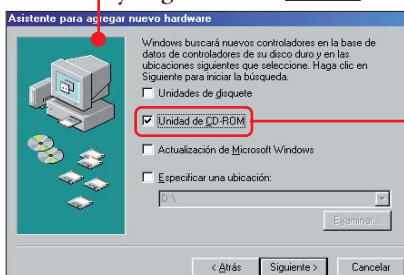 Asistente para agregar nuevo hardware
Windows buscará nuevos controladores en la base de
datos de controladores de su disco duro y en las
ubicaciones siguientes que seleccione. Haga clic en
Siguiente para iniciar la búsqueda.
Unidades de disquete
Unidad de CD-ROM
Actualización de Microsoft Windows
Especificar una ubicación:
D:\
Examinar...
< Atrás
Siguiente >
Cancelar